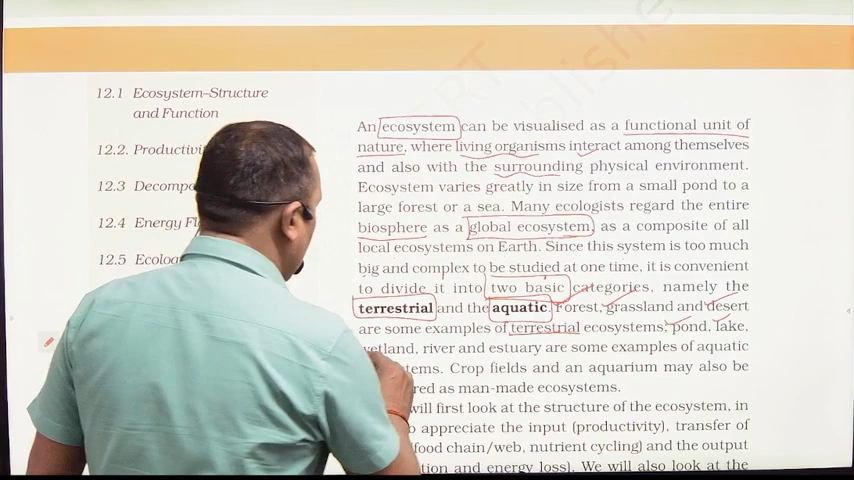 12.1 Ecosystem–Structure
and Function
12.2. Productivi
12.3 Decomp
12.4 Energy Fl
12.5 Ecolog
An ecosystem can be visualised as a functional unit of
nature, where living organisms interact among themselves
and also with the surrounding physical environment.
Ecosystem varies greatly in size from a small pond to a
large forest or a sea. Many ecologists regard the entire
biosphere as a global ecosystem, as a composite of all
local ecosystems on Earth. Since this system is too much
big and complex to be studied at one time, it is convenient
to divide it into two basic categories, namely the
terrestrial and the aquatic. Forest, grassland and desert
are some examples of terrestrial ecosystems; pond, lake,
wetland, river and estuary are some examples of aquatic
tems. Crop fields and an aquarium may also be
red as man-made ecosystems.
will first look at the structure of the ecosystem, in
o appreciate the input (productivity), transfer of
food chain/web, nutrient cycling) and the output
tion and energy loss). We will also look at the